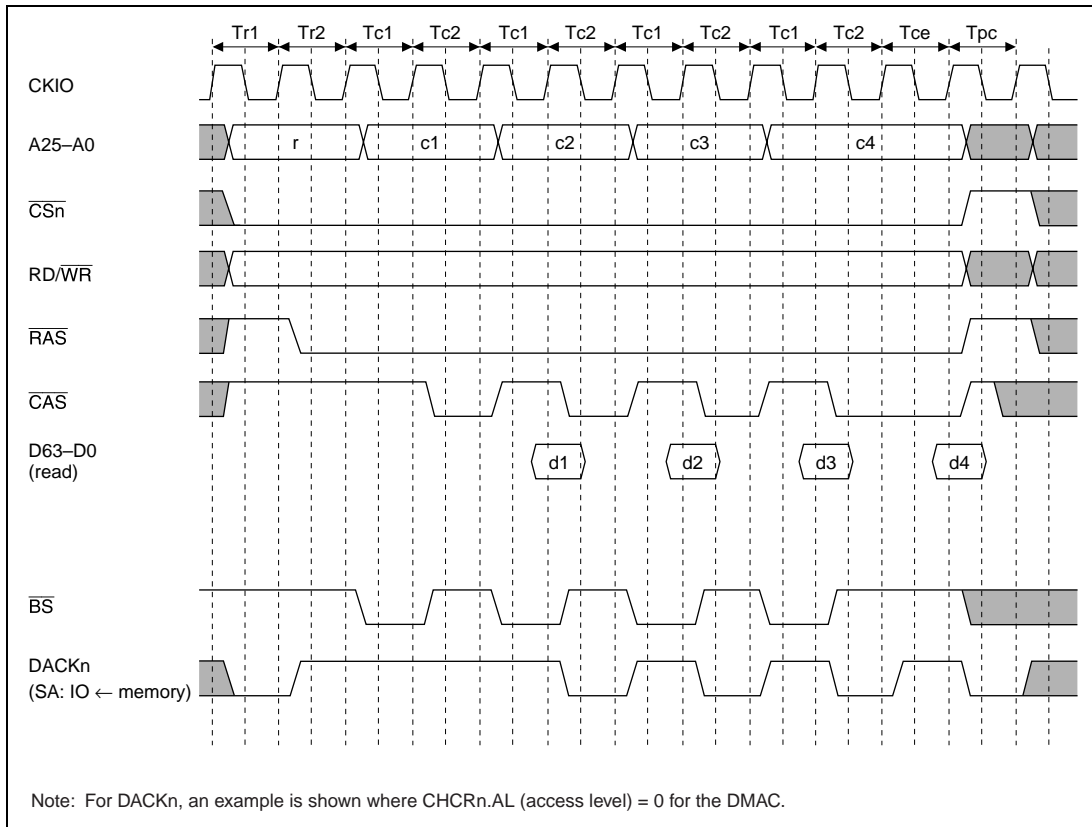 Tr1 Tr2 Tc1 Tc2 Tc1 Tc2 Tc1 Tc2 Tc1 Tc2 Tce Tpc
CKIO
A25–A0 r c1 c2 c3 c4
CSn
RD/WR
RAS
CAS
D63–D0
(read) d1 d2 d3 d4
BS
DACKn
(SA: IO ← memory)
Note: For DACKn, an example is shown where CHCRn.AL (access level) = 0 for the DMAC.